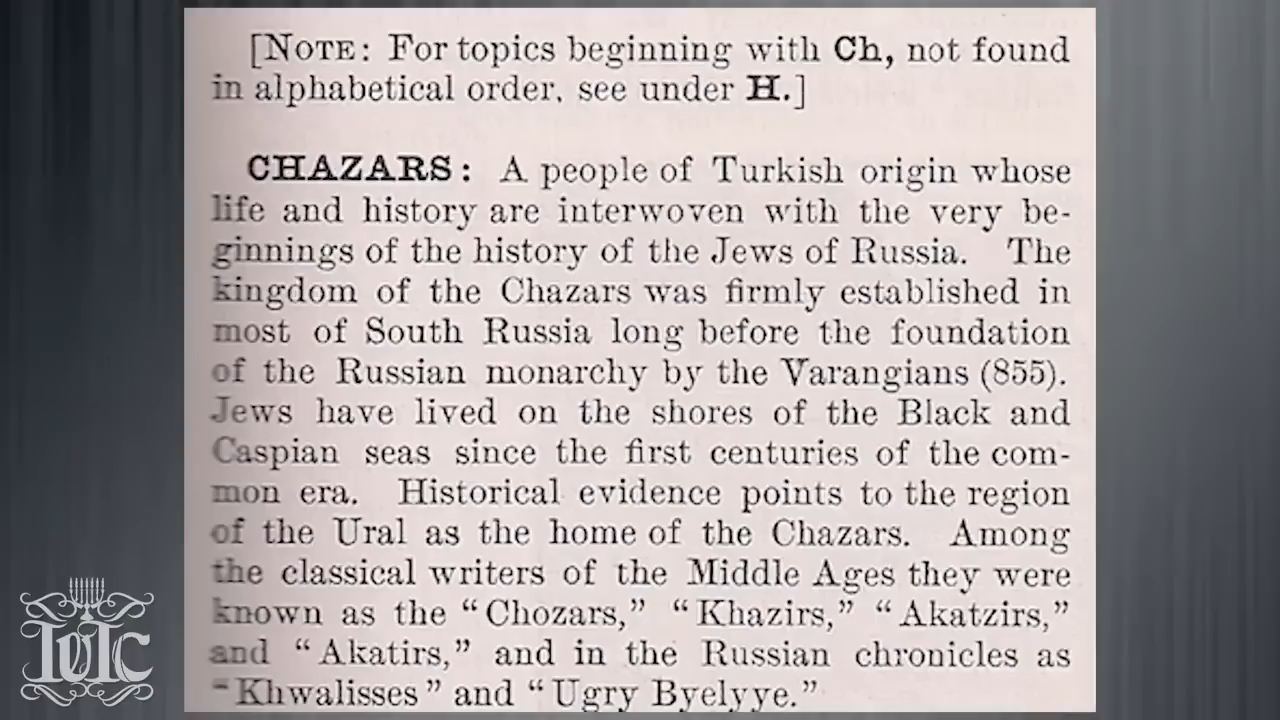 [NOTE: For topics beginning with Ch, not found
in alphabetical order, see under H.]
CHAZARS: A people of Turkish origin whose
life and history are interwoven with the very be-
ginnings of the history of the Jews of Russia. The
kingdom of the Chazars was firmly established in
most of South Russia long before the foundation
of the Russian monarchy by the Varangians (855).
Jews have lived on the shores of the Black and
Caspian seas since the first centuries of the com-
mon era. Historical evidence points to the region
of the Ural as the home of the Chazars. Among
the classical writers of the Middle Ages they were
known as the “Chozars,” “Khazirs,” “Akatzirs,”
and “Akatirs,” and in the Russian chronicles as
“Khwalisses” and “Ugry Byelyye.”
IUIC